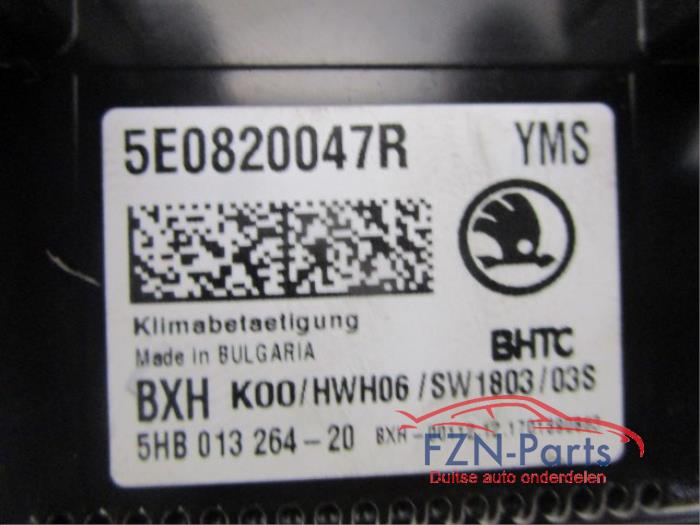 5E0820047R YMS
Klimabetaetigung
Made in BULGARIA
BHTC
BXH K00/HWH06/SW1803/03S
5HB 013 264-20
FZN-Parts
Duitse auto onderdelen